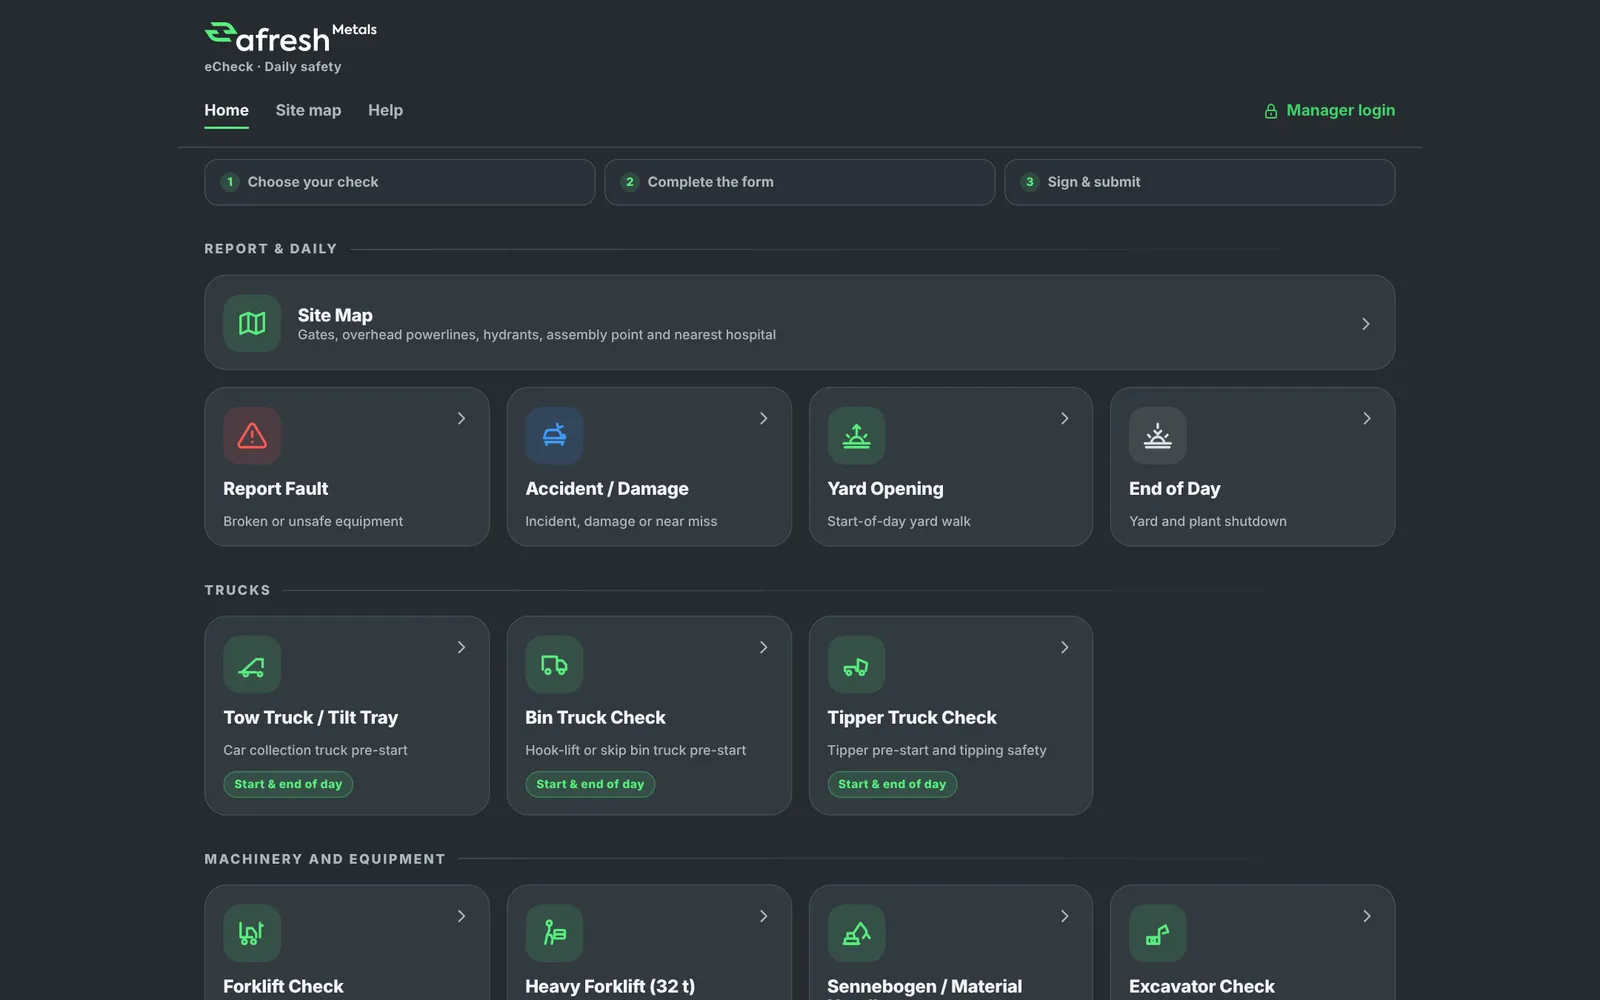 afresh Metals
eCheck · Daily safety
Home Site map Help Manager login
1 Choose your check
2 Complete the form
3 Sign & submit
REPORT & DAILY
Site Map
Gates, overhead powerlines, hydrants, assembly point and nearest hospital
Report Fault
Broken or unsafe equipment
Accident / Damage
Incident, damage or near miss
Yard Opening
Start-of-day yard walk
End of Day
Yard and plant shutdown
TRUCKS
Tow Truck / Tilt Tray
Car collection truck pre-start
Start & end of day
Bin Truck Check
Hook-lift or skip bin truck pre-start
Start & end of day
Tipper Truck Check
Tipper pre-start and tipping safety
Start & end of day
MACHINERY AND EQUIPMENT
Forklift Check
Heavy Forklift (32 t)
Sennebogen / Material
Excavator Check